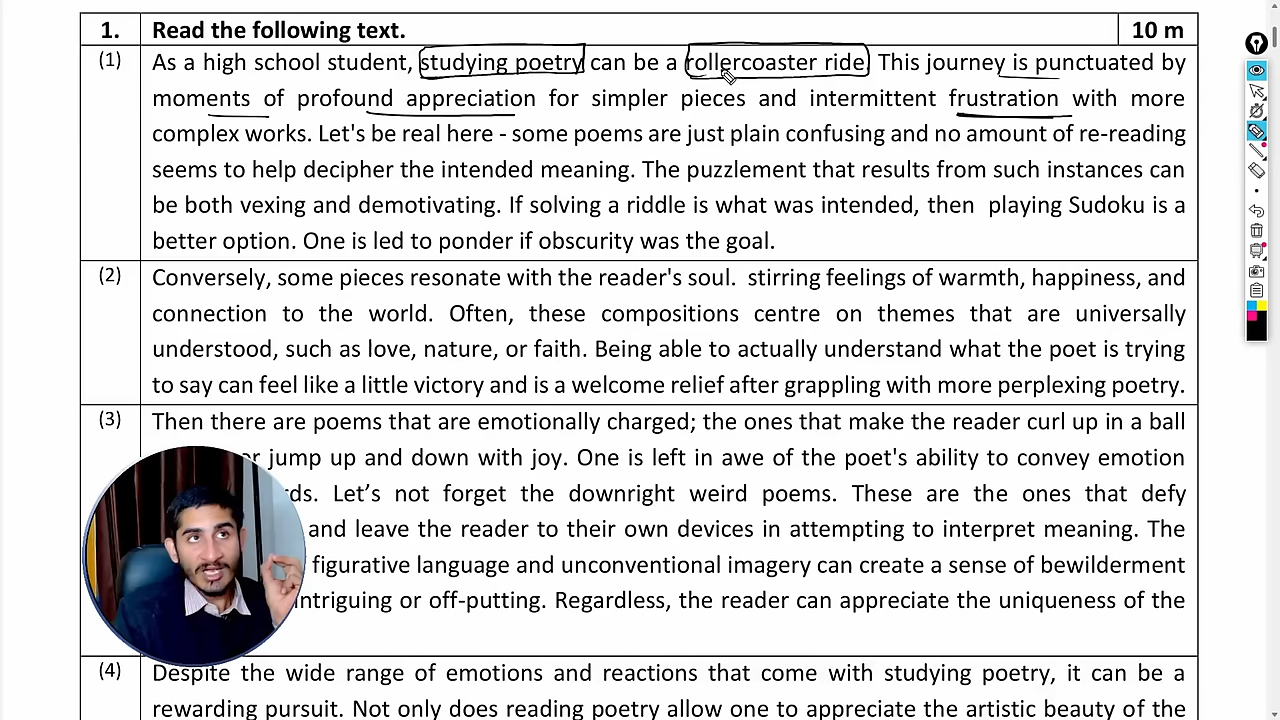 1. Read the following text. 10 m
(1) As a high school student, studying poetry can be a rollercoaster ride. This journey is punctuated by
moments of profound appreciation for simpler pieces and intermittent frustration with more
complex works. Let's be real here - some poems are just plain confusing and no amount of re-reading
seems to help decipher the intended meaning. The puzzlement that results from such instances can
be both vexing and demotivating. If solving a riddle is what was intended, then playing Sudoku is a
better option. One is led to ponder if obscurity was the goal.
(2) Conversely, some pieces resonate with the reader's soul. stirring feelings of warmth, happiness, and
connection to the world. Often, these compositions centre on themes that are universally
understood, such as love, nature, or faith. Being able to actually understand what the poet is trying
to say can feel like a little victory and is a welcome relief after grappling with more perplexing poetry.
(3) Then there are poems that are emotionally charged; the ones that make the reader curl up in a ball
or jump up and down with joy. One is left in awe of the poet's ability to convey emotion
Let’s not forget the downright weird poems. These are the ones that defy
and leave the reader to their own devices in attempting to interpret meaning. The
figurative language and unconventional imagery can create a sense of bewilderment
intriguing or off-putting. Regardless, the reader can appreciate the uniqueness of the
(4) Despite the wide range of emotions and reactions that come with studying poetry, it can be a
rewarding pursuit. Not only does reading poetry allow one to appreciate the artistic beauty of the